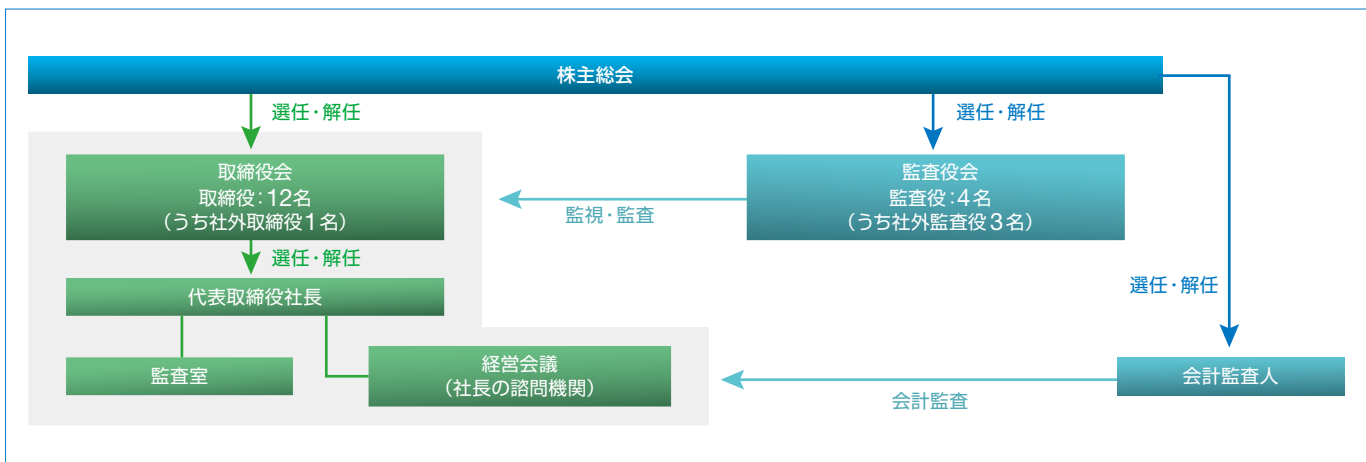 株主総会
選任・解任
選任・解任
取締役会
取締役：12名
（うち社外取締役1名）
監査役会
監査役：4名
（うち社外監査役3名）
監視・監査
選任・解任
代表取締役社長
選任・解任
監査室
経営会議
（社長の諮問機関）
会計監査人
会計監査